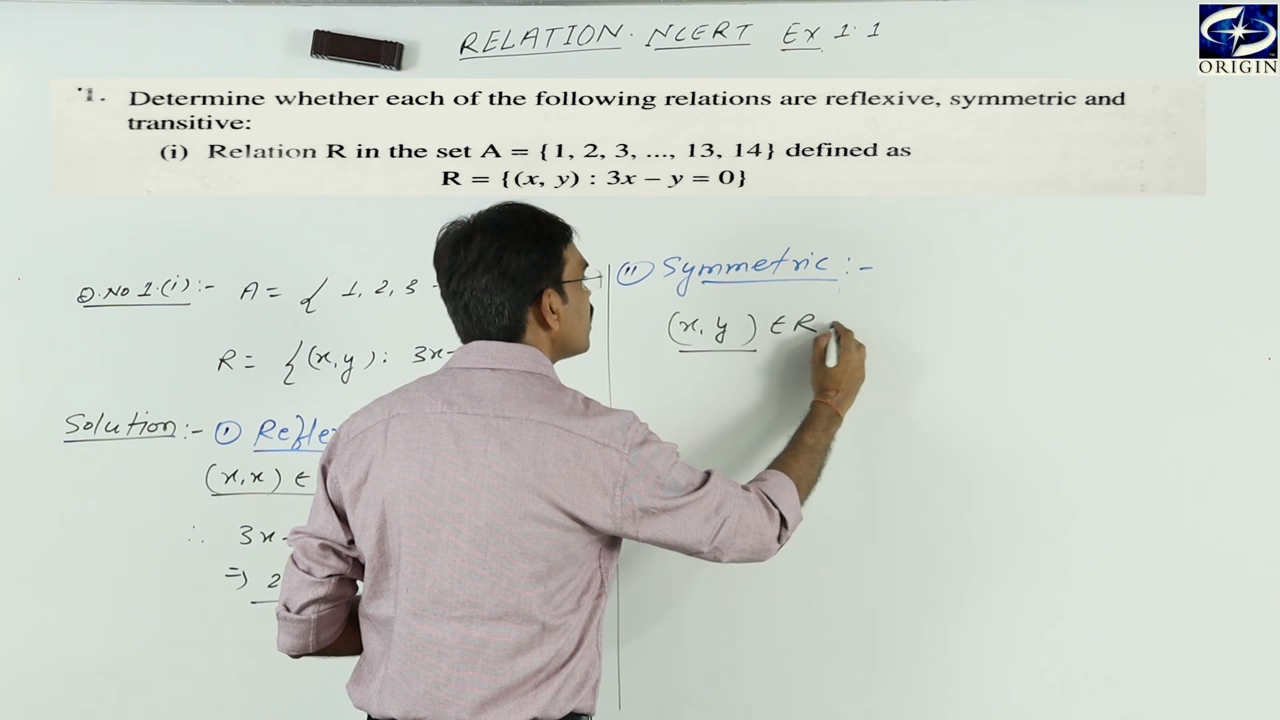 RELATION. NCERT Ex 1.1
ORIGIN
1. Determine whether each of the following relations are reflexive, symmetric and
transitive:
(i) Relation R in the set A = {1, 2, 3, ..., 13, 14} defined as
R = {(x, y) : 3x – y = 0}
Q.NO 1.(i):- A = { 1, 2, 3
R = {(x,y): 3x-
Solution:- (i) Refle
(x,x) ∈
∴ 3x-
⇒ 2
(ii) Symmetric :-
(x, y) ∈ R